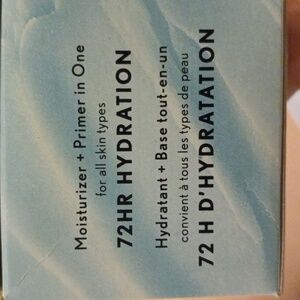 Moisturizer + Primer in One
for all skin types
72HR HYDRATION
Hydratant + Base tout-en-un
convient à tous les types de peau
72 H D'HYDRATATION